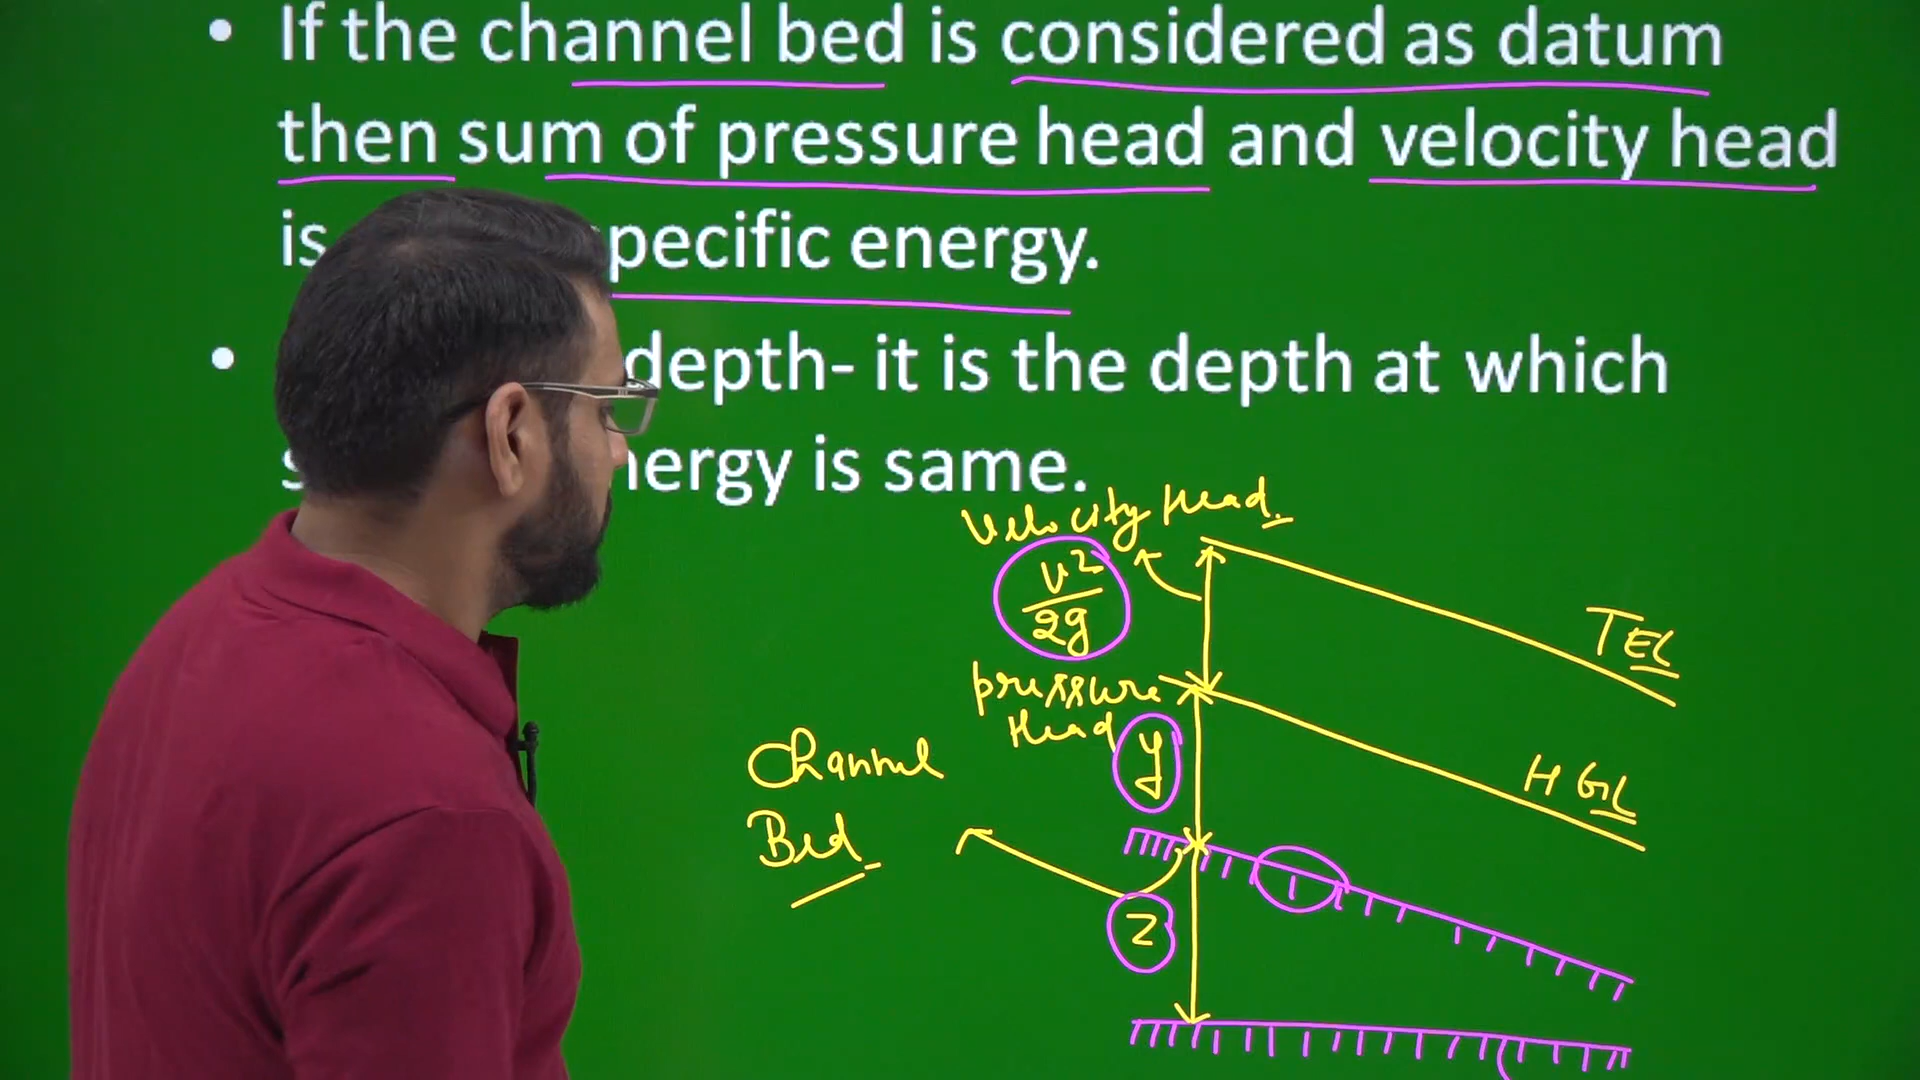 • If the channel bed is considered as datum
then sum of pressure head and velocity head
is pecific energy.
• depth- it is the depth at which
nergy is same.
Velocity Head.
v²/2g
TEL
pressure
Head
y
HGL
Channel
Bed
Z